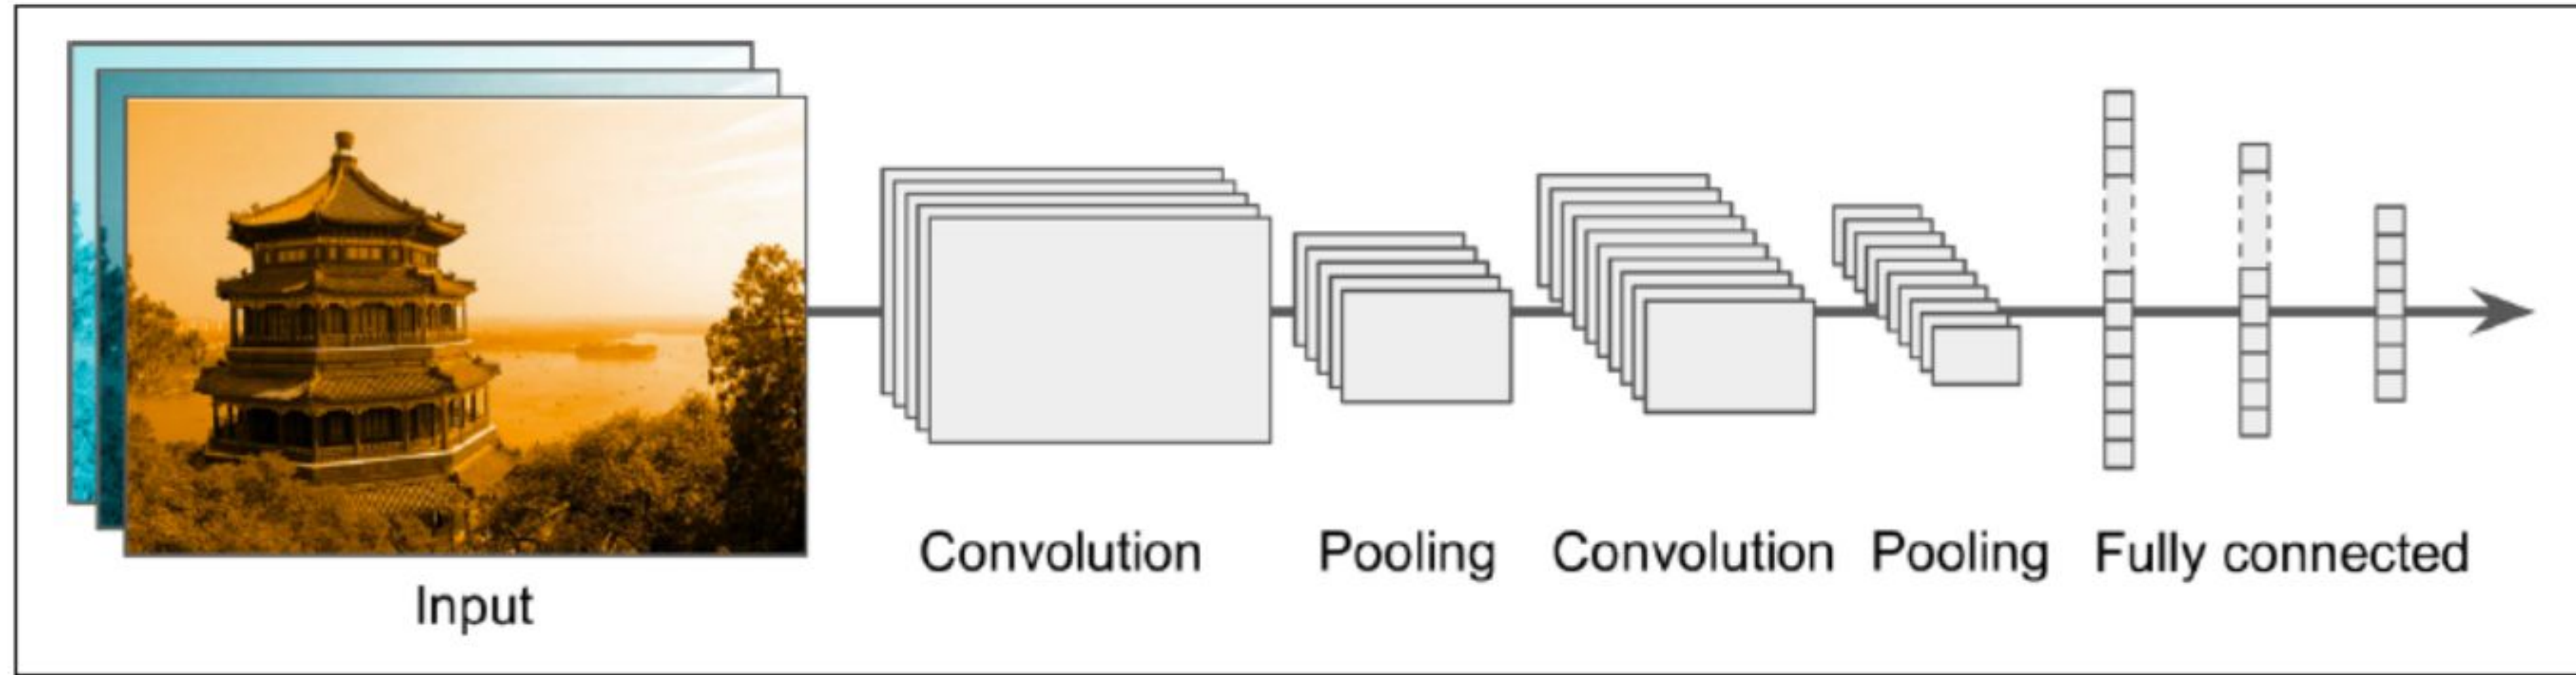 Input
Convolution
Pooling
Convolution
Pooling
Fully connected